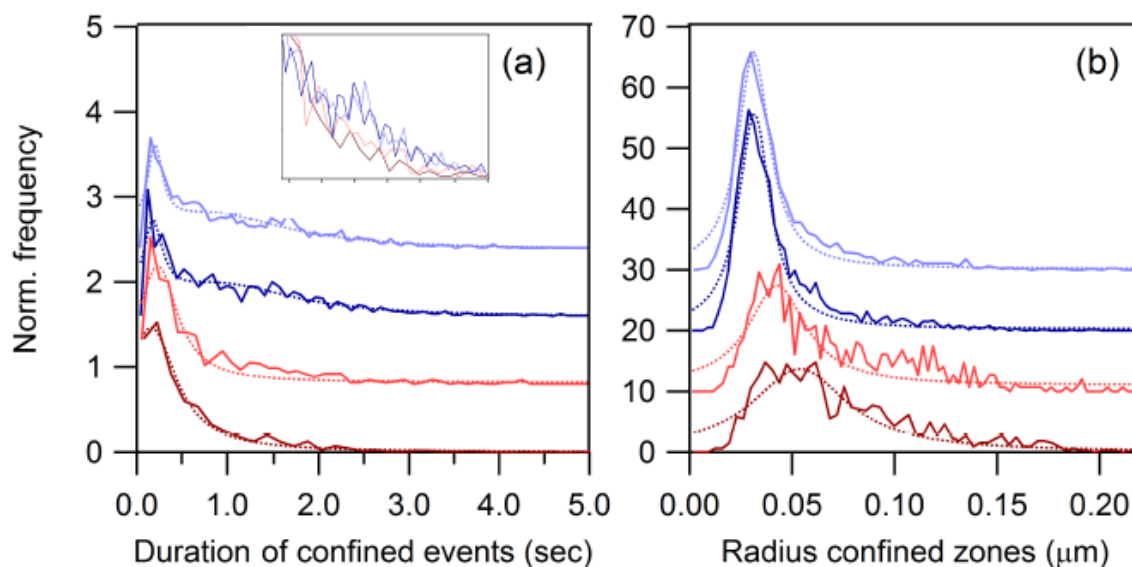 (a)
(b)
Norm. frequency
5
4
3
2
1
0
70
60
50
40
30
20
10
0
0.0 1.0 2.0 3.0 4.0 5.0
0.00 0.05 0.10 0.15 0.20
Duration of confined events (sec)
Radius confined zones (μm)